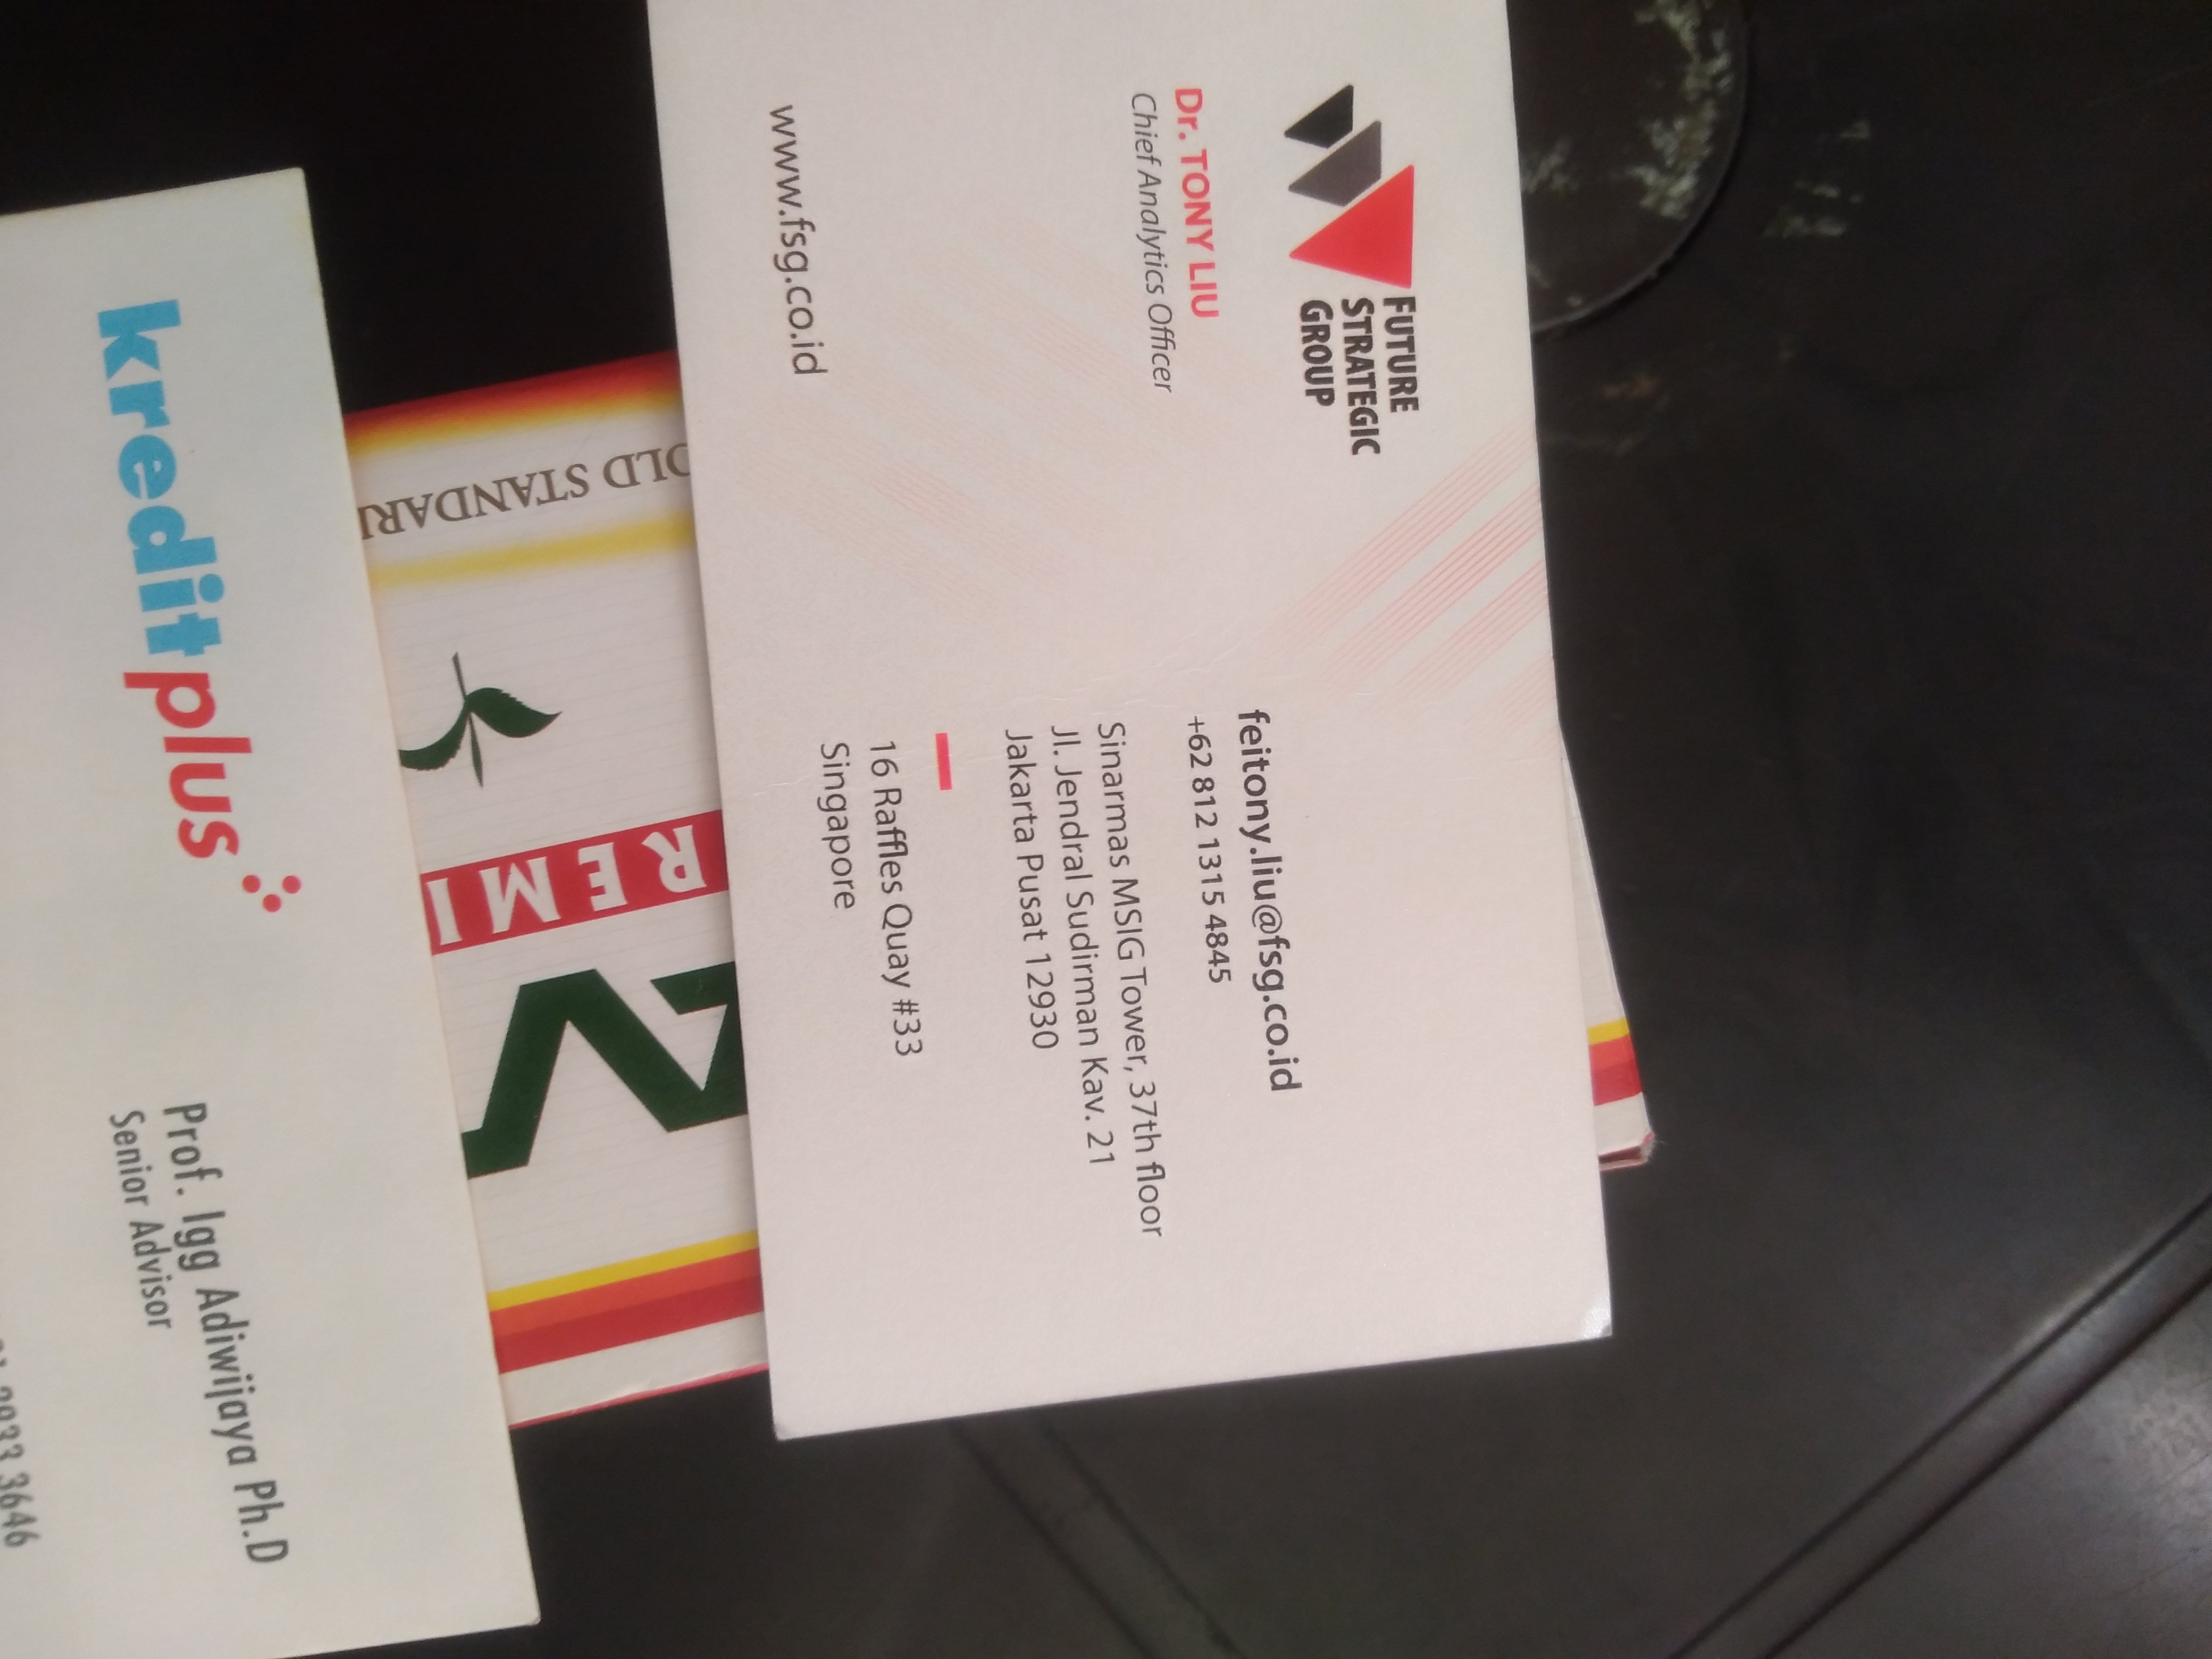 FUTURE
STRATEGIC
GROUP
Dr. TONY LIU
Chief Analytics Officer
www.fsg.co.id
feitony.liu@fsg.co.id
+62 812 1315 4845
Sinarmas MSIG Tower, 37th floor
Jl. Jendral Sudirman Kav. 21
Jakarta Pusat 12930
16 Raffles Quay #33
Singapore
OLD STANDARD
REMI
kreditplus
Prof. Igg Adiwijaya Ph.D
Senior Advisor
2933 3646